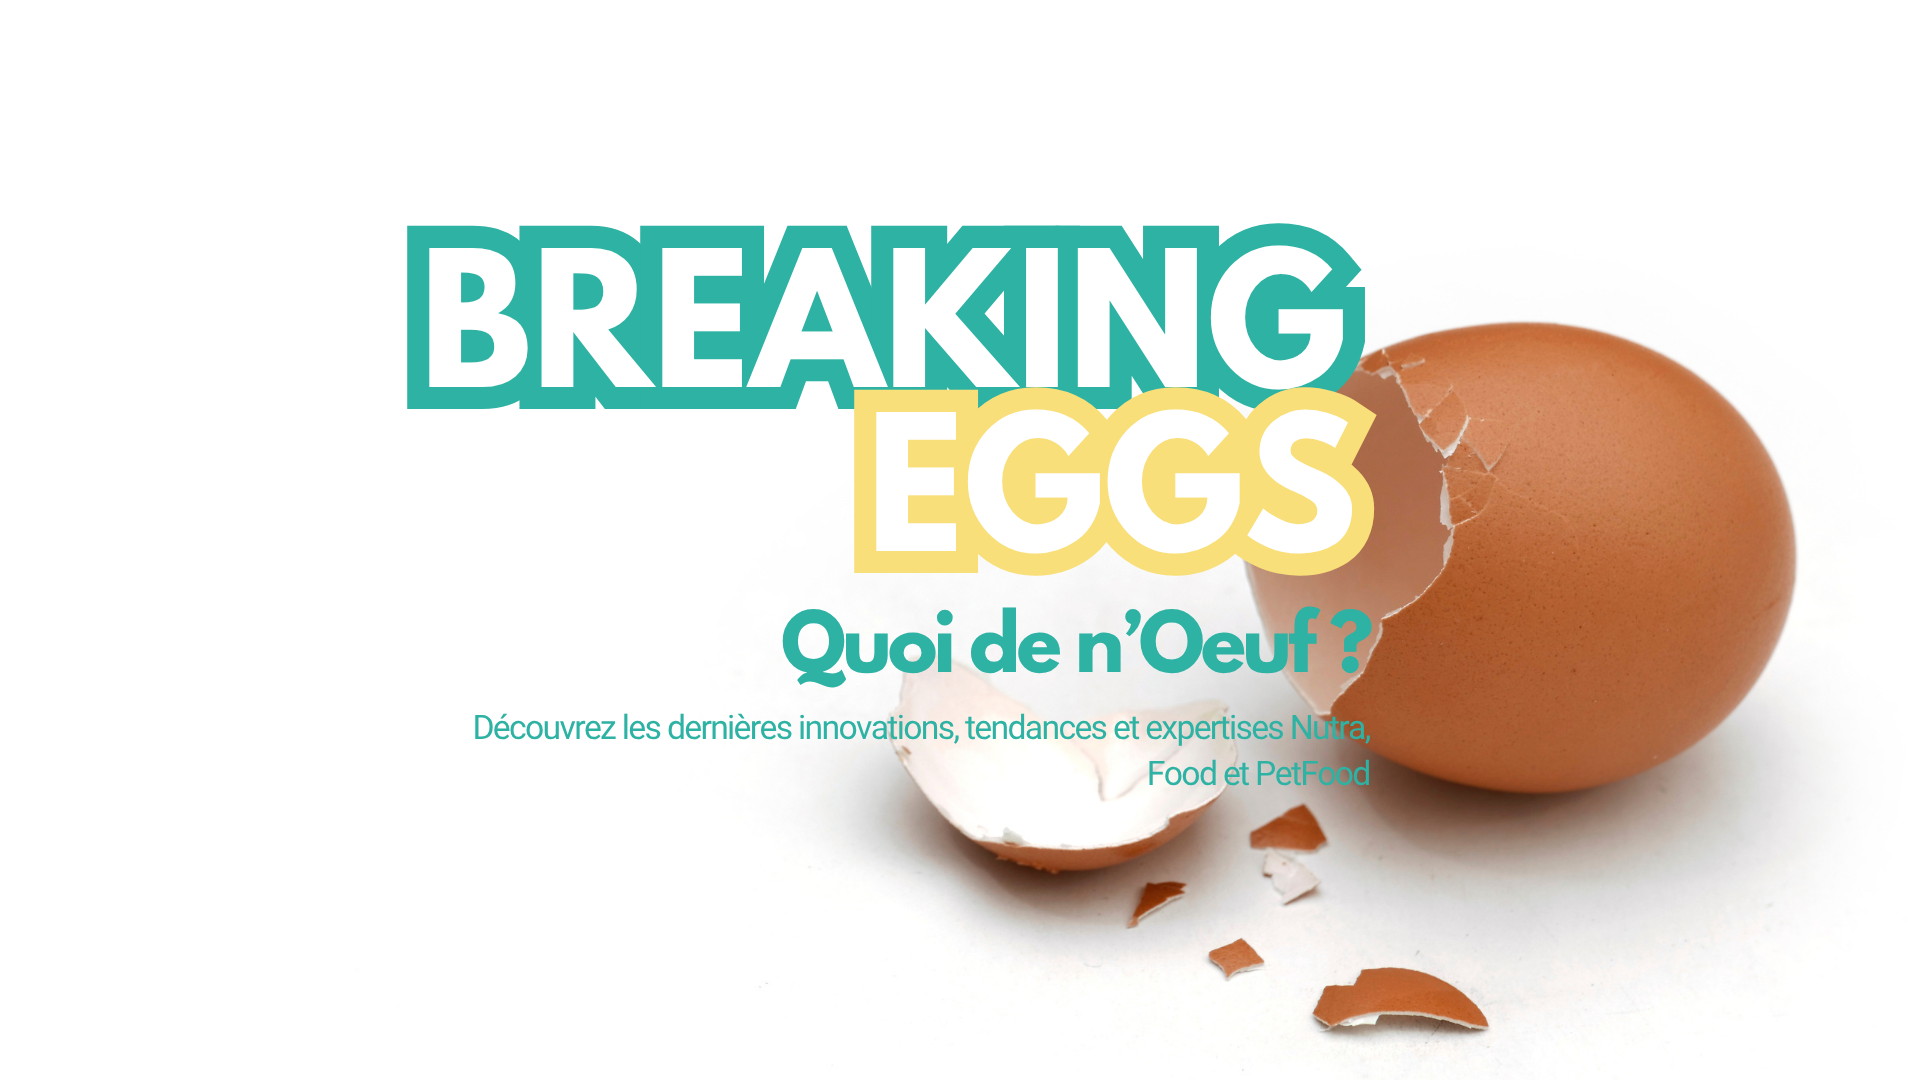 BREAKING
EGGS
Quoi de n’Oeuf ?
Découvrez les dernières innovations, tendances et expertises Nutra,
Food et PetFood